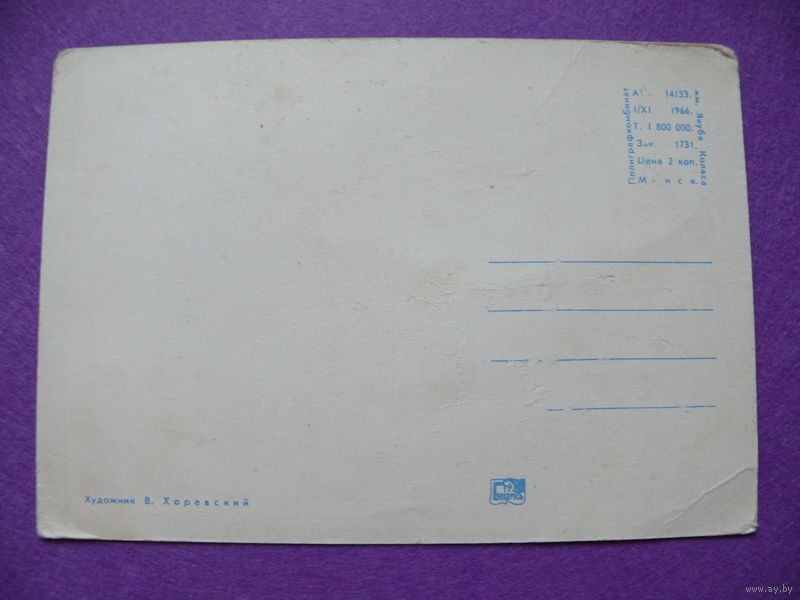 Полиграфкомбинат
АТ 14133.
I/XI 1966.
Т. 1 800 000.
Зак. 1731.
Цена 2 коп.
Минск.
им. Якуба Коласа
Художник В. Хоревский
БЕЛАРУСЬ
www.ay.by